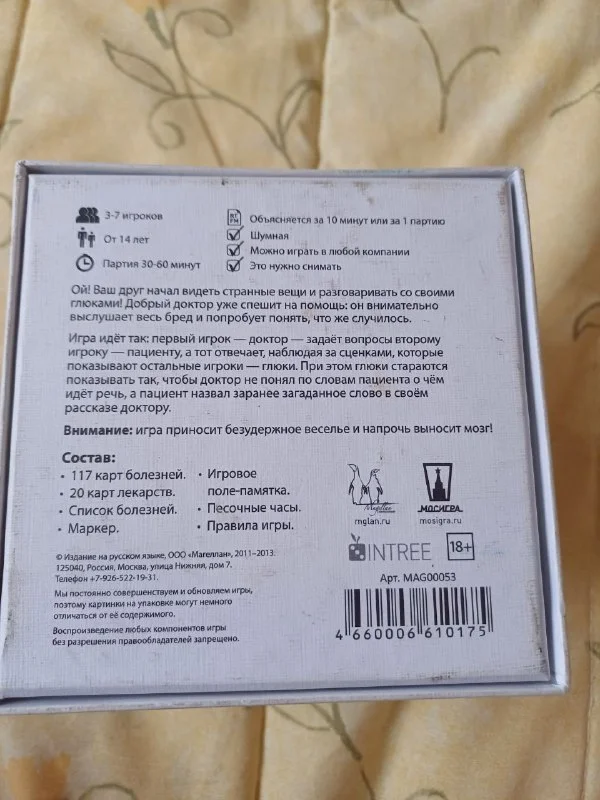 3-7 игроков
От 14 лет
Партия 30-60 минут
Объясняется за 10 минут или за 1 партию
Шумная
Можно играть в любой компании
Это нужно снимать
Ой! Ваш друг начал видеть странные вещи и разговаривать со своими
глюками! Добрый доктор уже спешит на помощь: он внимательно
выслушает весь бред и попробует понять, что же случилось.
Игра идёт так: первый игрок — доктор — задаёт вопросы второму
игроку — пациенту, а тот отвечает, наблюдая за сценками, которые
показывают остальные игроки — глюки. При этом глюки стараются
показывать так, чтобы доктор не понял по словам пациента о чём
идёт речь, а пациент назвал заранее загаданное слово в своём
рассказе доктору.
Внимание: игра приносит безудержное веселье и напрочь выносит мозг!
Состав:
• 117 карт болезней.
• 20 карт лекарств.
• Список болезней.
• Маркер.
• Игровое
поле-памятка.
• Песочные часы.
• Правила игры.
Магеллан
mglan.ru
МОСИГРА
mosigra.ru
INTREE
18+
© Издание на русском языке, ООО «Магеллан», 2011–2013.
125040, Россия, Москва, улица Нижняя, дом 7.
Телефон +7-926-522-19-31.
Мы постоянно совершенствуем и обновляем игры,
поэтому картинки на упаковке могут немного
отличаться от её содержимого.
Воспроизведение любых компонентов игры
без разрешения правообладателей запрещено.
Арт. MAG00053
4 660006 610175